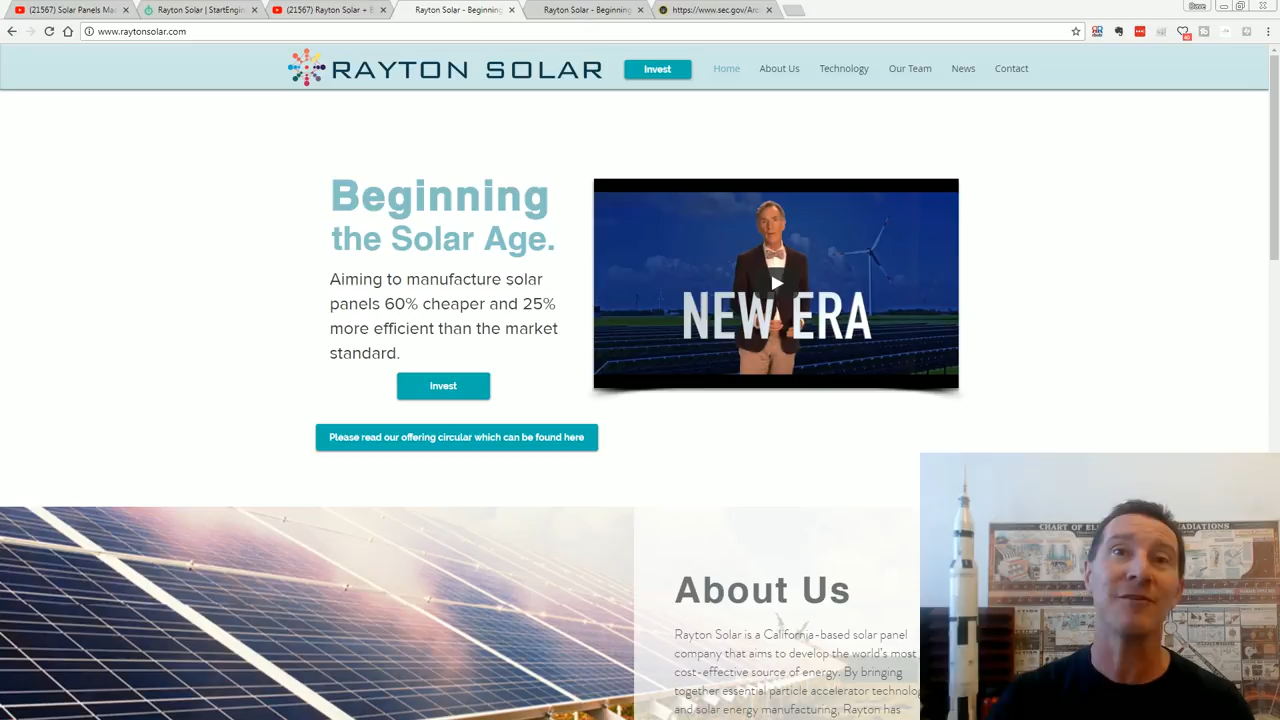 (21567) Solar Panels Ma
Rayton Solar | StartEngin
(21567) Rayton Solar + B
Rayton Solar - Beginning
Rayton Solar - Beginning
https://www.sec.gov/Arc
Dave
www.raytonsolar.com
RAYTON SOLAR
Invest
Home
About Us
Technology
Our Team
News
Contact
Beginning
the Solar Age.
Aiming to manufacture solar
panels 60% cheaper and 25%
more efficient than the market
standard.
NEW ERA
Invest
Please read our offering circular which can be found here
About Us
Rayton Solar is a California-based solar panel
company that aims to develop the world's most
cost-effective source of energy. By bringing
together essential particle accelerator technolog
and solar energy manufacturing, Rayton has
CHART OF EL
RADIATIONS